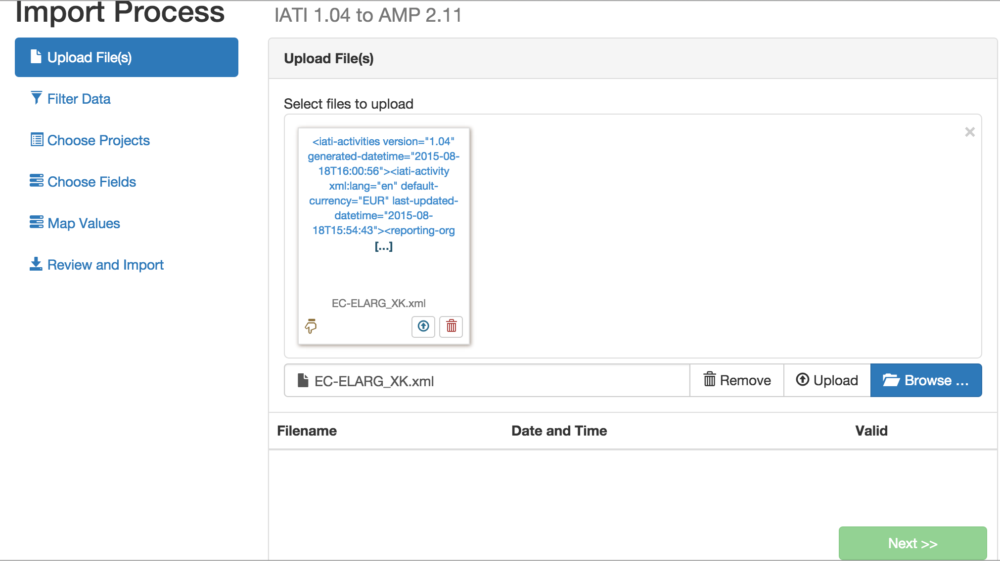 Import Process
IATI 1.04 to AMP 2.11
Upload File(s)
Filter Data
Choose Projects
Choose Fields
Map Values
Review and Import
Upload File(s)
Select files to upload
×
<iati-activities version="1.04"
generated-datetime="2015-08-
18T16:00:56"><iati-activity
xml:lang="en" default-
currency="EUR" last-updated-
datetime="2015-08-
18T15:54:43"><reporting-org
[...]
EC-ELARG_XK.xml
EC-ELARG_XK.xml
Remove
Upload
Browse ...
Filename Date and Time Valid
Next >>